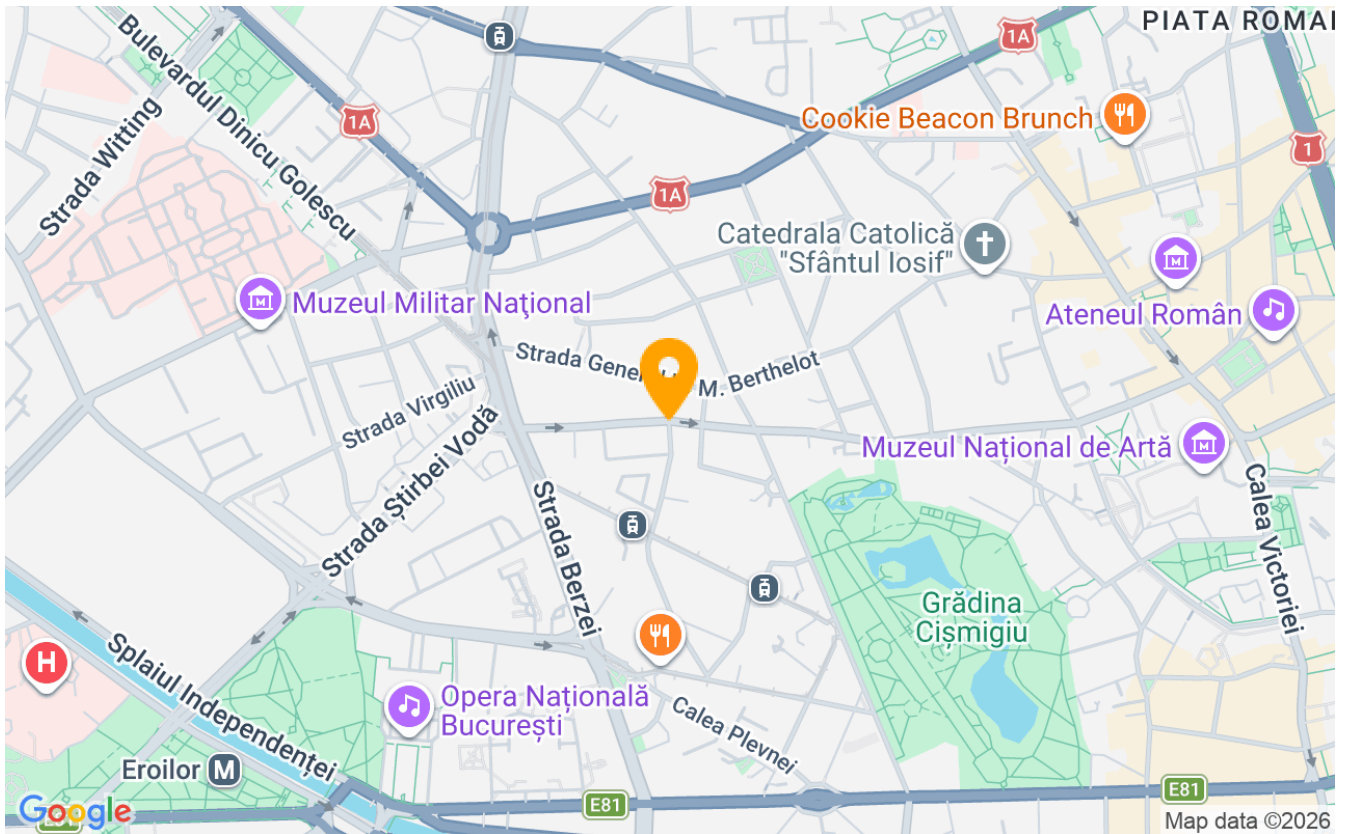 PIATA ROMAI
Bulevardul Dinicu Golescu
1A
1A
Cookie Beacon Brunch
Strada Witting
1
1A
Catedrala Catolică
"Sfântul Iosif"
M
M
Muzeul Militar Naţional
Ateneul Român
Strada Gene
M. Berthelot
Strada Virgiliu
Muzeul Național de Artă
M
Strada Știrbei Vodă
Calea Victoriei
Strada Berzei
Grădina
Cișmigiu
H
Splaiul Independenței
Opera Națională
București
Calea Plevnei
Eroilor M
E81
E81
Google
Map data ©2026